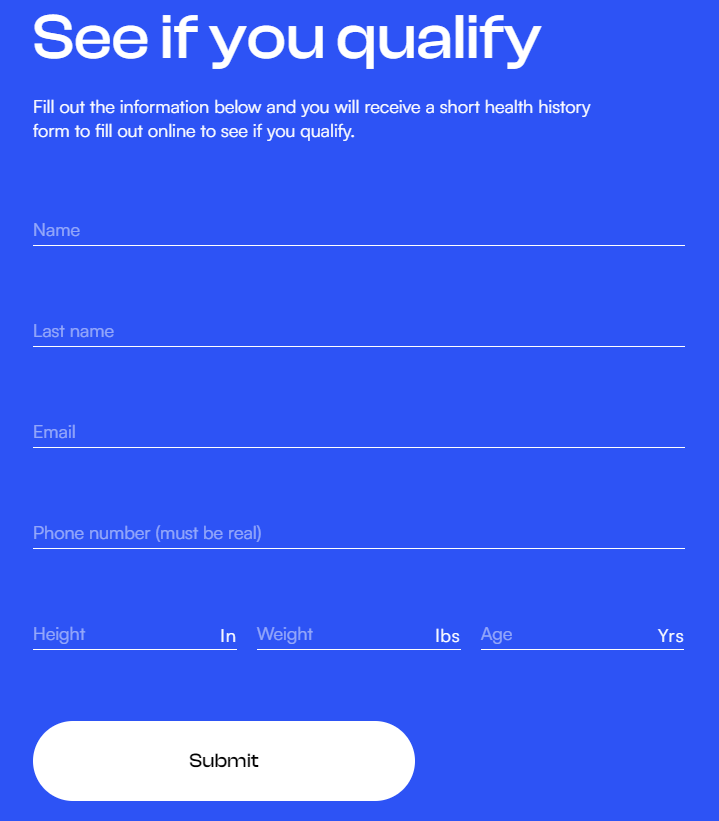 See if you qualify
Fill out the information below and you will receive a short health history
form to fill out online to see if you qualify.
Name
Last name
Email
Phone number (must be real)
Height In Weight lbs Age Yrs
Submit